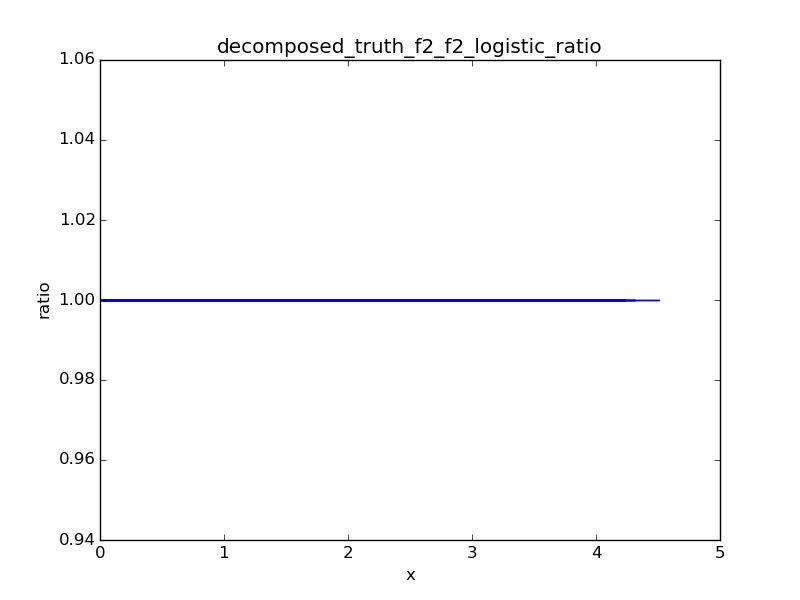 decomposed_truth_f2_f2_logistic_ratio
1.06
1.04
1.02
1.00
0.98
0.96
0.94
ratio
0 1 2 3 4 5
x